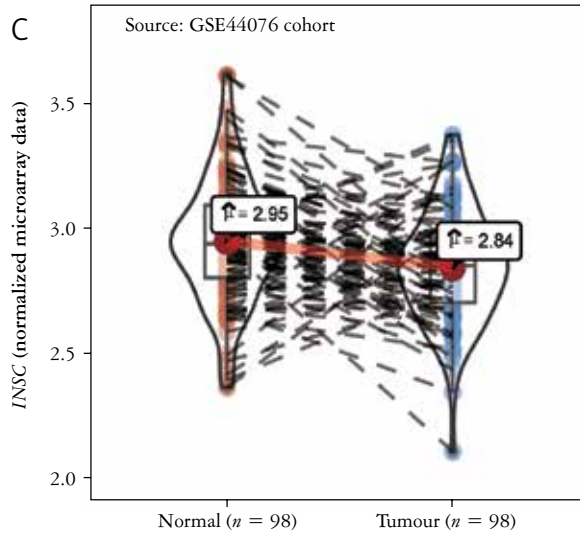 C
Source: GSE44076 cohort
INSC (normalized microarray data)
3.5
3.0
2.5
2.0
μ̂ = 2.95
μ̂ = 2.84
Normal (n = 98)
Tumour (n = 98)